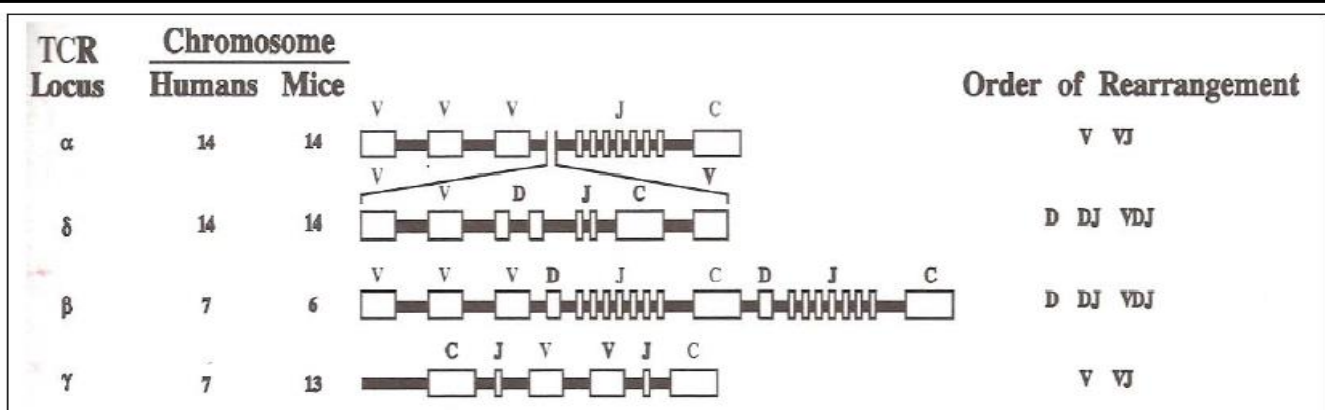 TCR Chromosome
Locus Humans Mice Order of Rearrangement
V V V J C
α 14 14 V VJ
V V D J C V
δ 14 14 D DJ VDJ
V V V D J C D J C
β 7 6 D DJ VDJ
C J V V J C
γ 7 13 V VJ